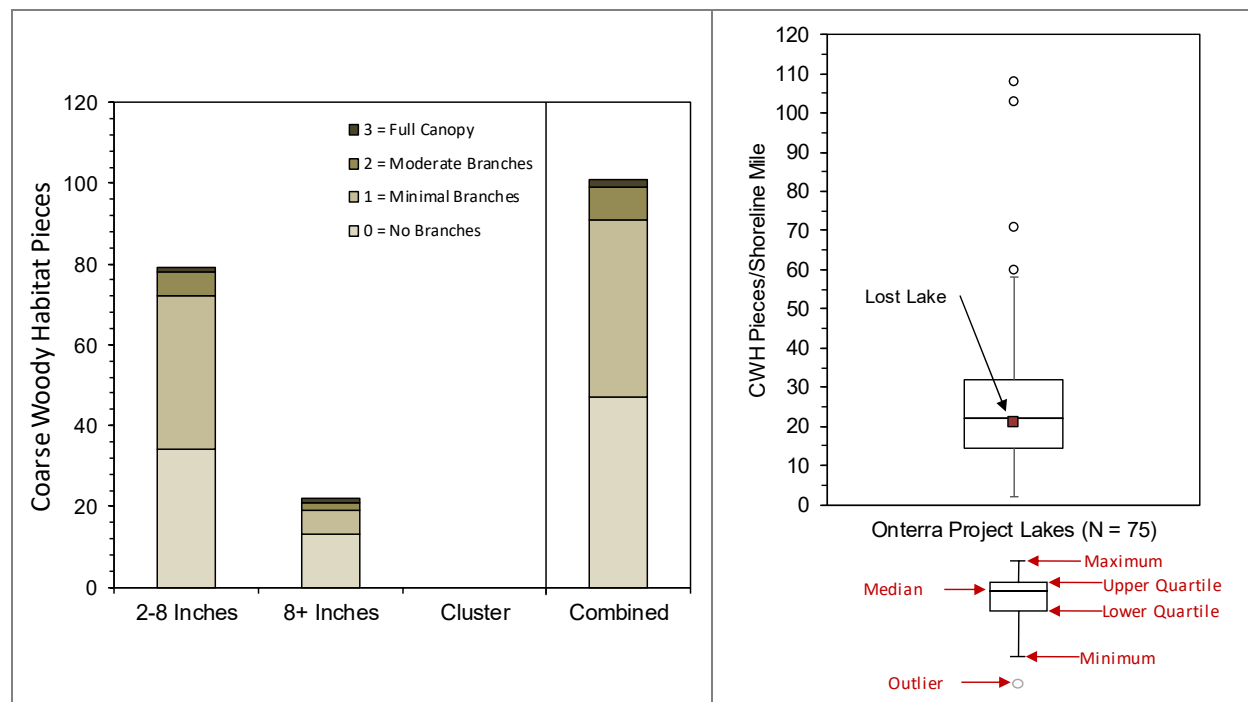 Coarse Woody Habitat Pieces
120
100
80
60
40
20
0
3 = Full Canopy
2 = Moderate Branches
1 = Minimal Branches
0 = No Branches
2-8 Inches
8+ Inches
Cluster
Combined
CWH Pieces/Shoreline Mile
120
110
100
90
80
70
60
50
40
30
20
10
0
Lost Lake
Onterra Project Lakes (N = 75)
Maximum
Upper Quartile
Median
Lower Quartile
Minimum
Outlier